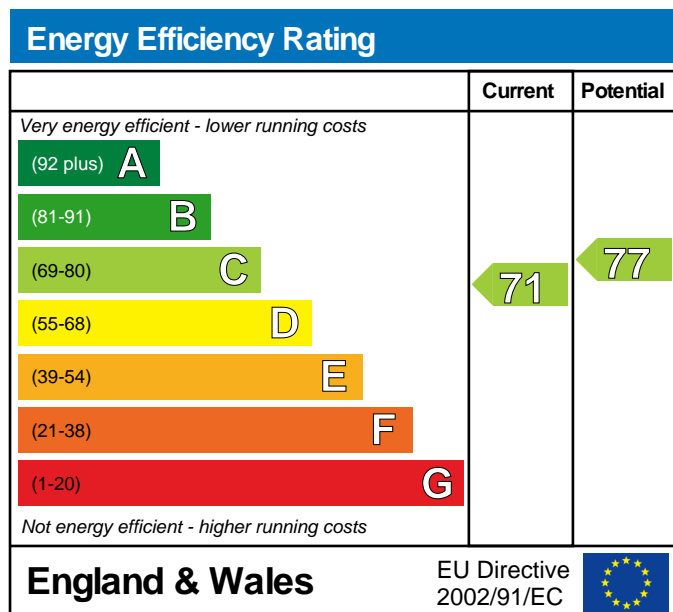 Energy Efficiency Rating
Current Potential
Very energy efficient - lower running costs
(92 plus) A
(81-91) B
(69-80) C
(55-68) D
(39-54) E
(21-38) F
(1-20) G
71
77
Not energy efficient - higher running costs
England & Wales
EU Directive
2002/91/EC